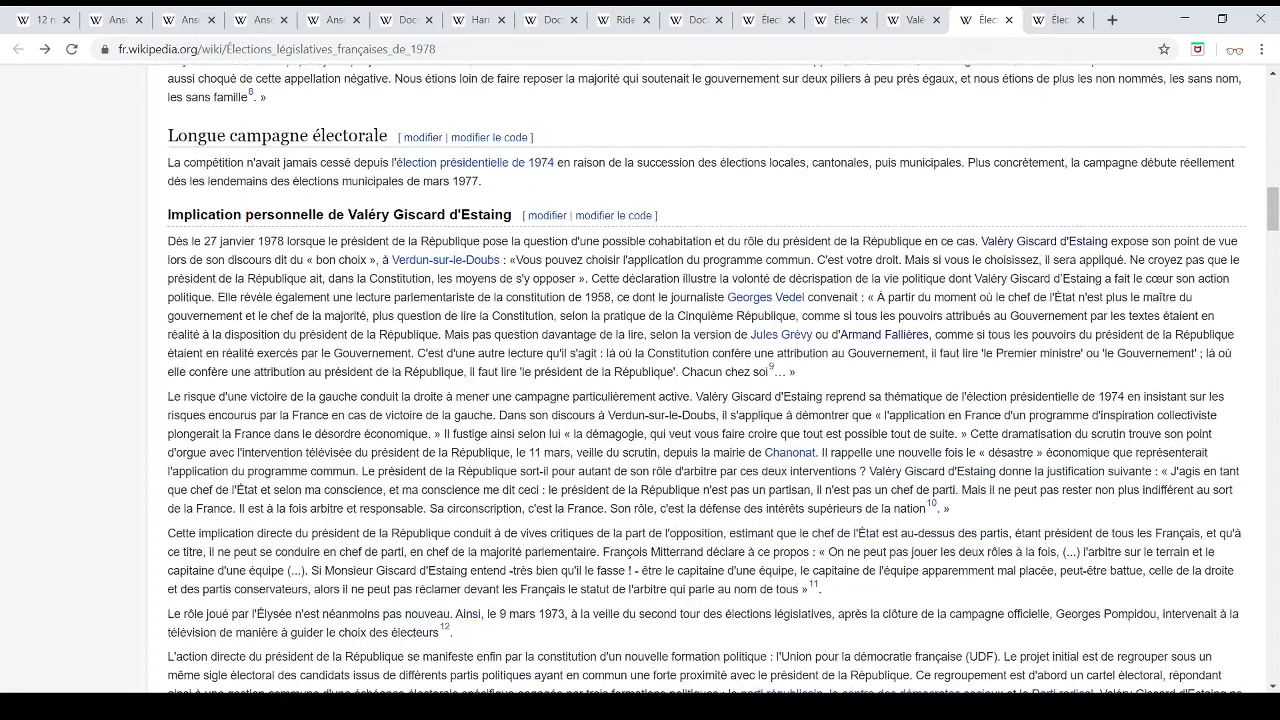 12 n
Ans
Ans
Ans
Ans
Doc
Harr
Doc
Ride
Doc
Élect
Élec
Valé
Élec
Élec
fr.wikipedia.org/wiki/Élections_législatives_françaises_de_1978
aussi choqué de cette appellation négative. Nous étions loin de faire reposer la majorité qui soutenait le gouvernement sur deux piliers à peu près égaux, et nous étions de plus les non nommés, les sans nom,
les sans famille8. »
Longue campagne électorale [ modifier | modifier le code ]
La compétition n'avait jamais cessé depuis l'élection présidentielle de 1974 en raison de la succession des élections locales, cantonales, puis municipales. Plus concrètement, la campagne débute réellement
dès les lendemains des élections municipales de mars 1977.
Implication personnelle de Valéry Giscard d'Estaing [ modifier | modifier le code ]
Dès le 27 janvier 1978 lorsque le président de la République pose la question d'une possible cohabitation et du rôle du président de la République en ce cas. Valéry Giscard d'Estaing expose son point de vue
lors de son discours dit du « bon choix », à Verdun-sur-le-Doubs : «Vous pouvez choisir l'application du programme commun. C'est votre droit. Mais si vous le choisissez, il sera appliqué. Ne croyez pas que le
président de la République ait, dans la Constitution, les moyens de s'y opposer ». Cette déclaration illustre la volonté de décrispation de la vie politique dont Valéry Giscard d'Estaing a fait le cœur son action
politique. Elle révèle également une lecture parlementariste de la constitution de 1958, ce dont le journaliste Georges Vedel convenait : « À partir du moment où le chef de l'État n'est plus le maître du
gouvernement et le chef de la majorité, plus question de lire la Constitution, selon la pratique de la Cinquième République, comme si tous les pouvoirs attribués au Gouvernement par les textes étaient en
réalité à la disposition du président de la République. Mais pas question davantage de la lire, selon la version de Jules Grévy ou d'Armand Fallières, comme si tous les pouvoirs du président de la République
étaient en réalité exercés par le Gouvernement. C'est d'une autre lecture qu'il s'agit : là où la Constitution confère une attribution au Gouvernement, il faut lire 'le Premier ministre' ou 'le Gouvernement' ; là où
elle confère une attribution au président de la République, il faut lire 'le président de la République'. Chacun chez soi9… »
Le risque d'une victoire de la gauche conduit la droite à mener une campagne particulièrement active. Valéry Giscard d'Estaing reprend sa thématique de l'élection présidentielle de 1974 en insistant sur les
risques encourus par la France en cas de victoire de la gauche. Dans son discours à Verdun-sur-le-Doubs, il s'applique à démontrer que « l'application en France d'un programme d'inspiration collectiviste
plongerait la France dans le désordre économique. » Il fustige ainsi selon lui « la démagogie, qui veut vous faire croire que tout est possible tout de suite. » Cette dramatisation du scrutin trouve son point
d'orgue avec l'intervention télévisée du président de la République, le 11 mars, veille du scrutin, depuis la mairie de Chanonat. Il rappelle une nouvelle fois le « désastre » économique que représenterait
l'application du programme commun. Le président de la République sort-il pour autant de son rôle d'arbitre par ces deux interventions ? Valéry Giscard d'Estaing donne la justification suivante : « J'agis en tant
que chef de l'État et selon ma conscience, et ma conscience me dit ceci : le président de la République n'est pas un partisan, il n'est pas un chef de parti. Mais il ne peut pas rester non plus indifférent au sort
de la France. Il est à la fois arbitre et responsable. Sa circonscription, c'est la France. Son rôle, c'est la défense des intérêts supérieurs de la nation10. »
Cette implication directe du président de la République conduit à de vives critiques de la part de l'opposition, estimant que le chef de l'État est au-dessus des partis, étant président de tous les Français, et qu'à
ce titre, il ne peut se conduire en chef de parti, en chef de la majorité parlementaire. François Mitterrand déclare à ce propos : « On ne peut pas jouer les deux rôles à la fois, (...) l'arbitre sur le terrain et le
capitaine d'une équipe (...). Si Monsieur Giscard d'Estaing entend -très bien qu'il le fasse ! - être le capitaine d'une équipe, le capitaine de l'équipe apparemment mal placée, peut-être battue, celle de la droite
et des partis conservateurs, alors il ne peut pas réclamer devant les Français le statut de l'arbitre qui parle au nom de tous »11.
Le rôle joué par l'Élysée n'est néanmoins pas nouveau. Ainsi, le 9 mars 1973, à la veille du second tour des élections législatives, après la clôture de la campagne officielle, Georges Pompidou, intervenait à la
télévision de manière à guider le choix des électeurs12.
L'action directe du président de la République se manifeste enfin par la constitution d'un nouvelle formation politique : l'Union pour la démocratie française (UDF). Le projet initial est de regrouper sous un
même sigle électoral des candidats issus de différents partis politiques ayant en commun une forte proximité avec le président de la République. Ce regroupement est d'abord un cartel électoral, répondant